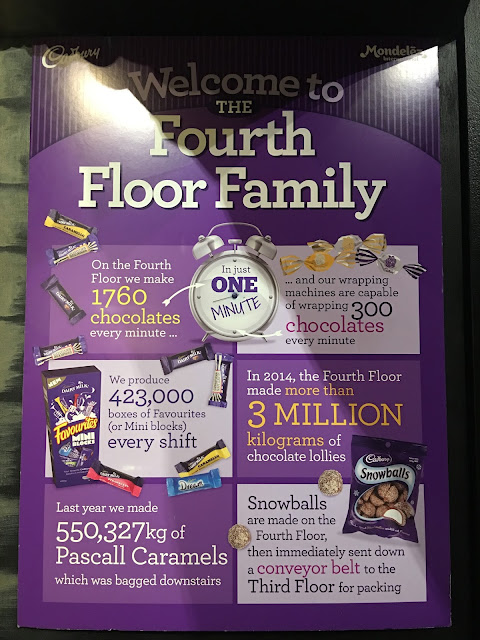 Cadbury
Mondelēz
International
Welcome to
THE
Fourth
Floor Family
On the Fourth
Floor we make
1760
chocolates
every minute ...
In just
ONE
MINUTE
... and our wrapping
machines are capable
of wrapping 300
chocolates
every minute
DAIRY MILK
Favourites
MINI
BLOCKS
We produce
423,000
boxes of Favourites
(or Mini blocks)
every shift
Dream
In 2014, the Fourth Floor
made more than
3 MILLION
kilograms of
chocolate lollies
Cadbury
Snowballs
Last year we made
550,327kg of
Pascall Caramels
which was bagged downstairs
Snowballs
are made on the
Fourth Floor,
then immediately sent down
a conveyor belt to the
Third Floor for packing